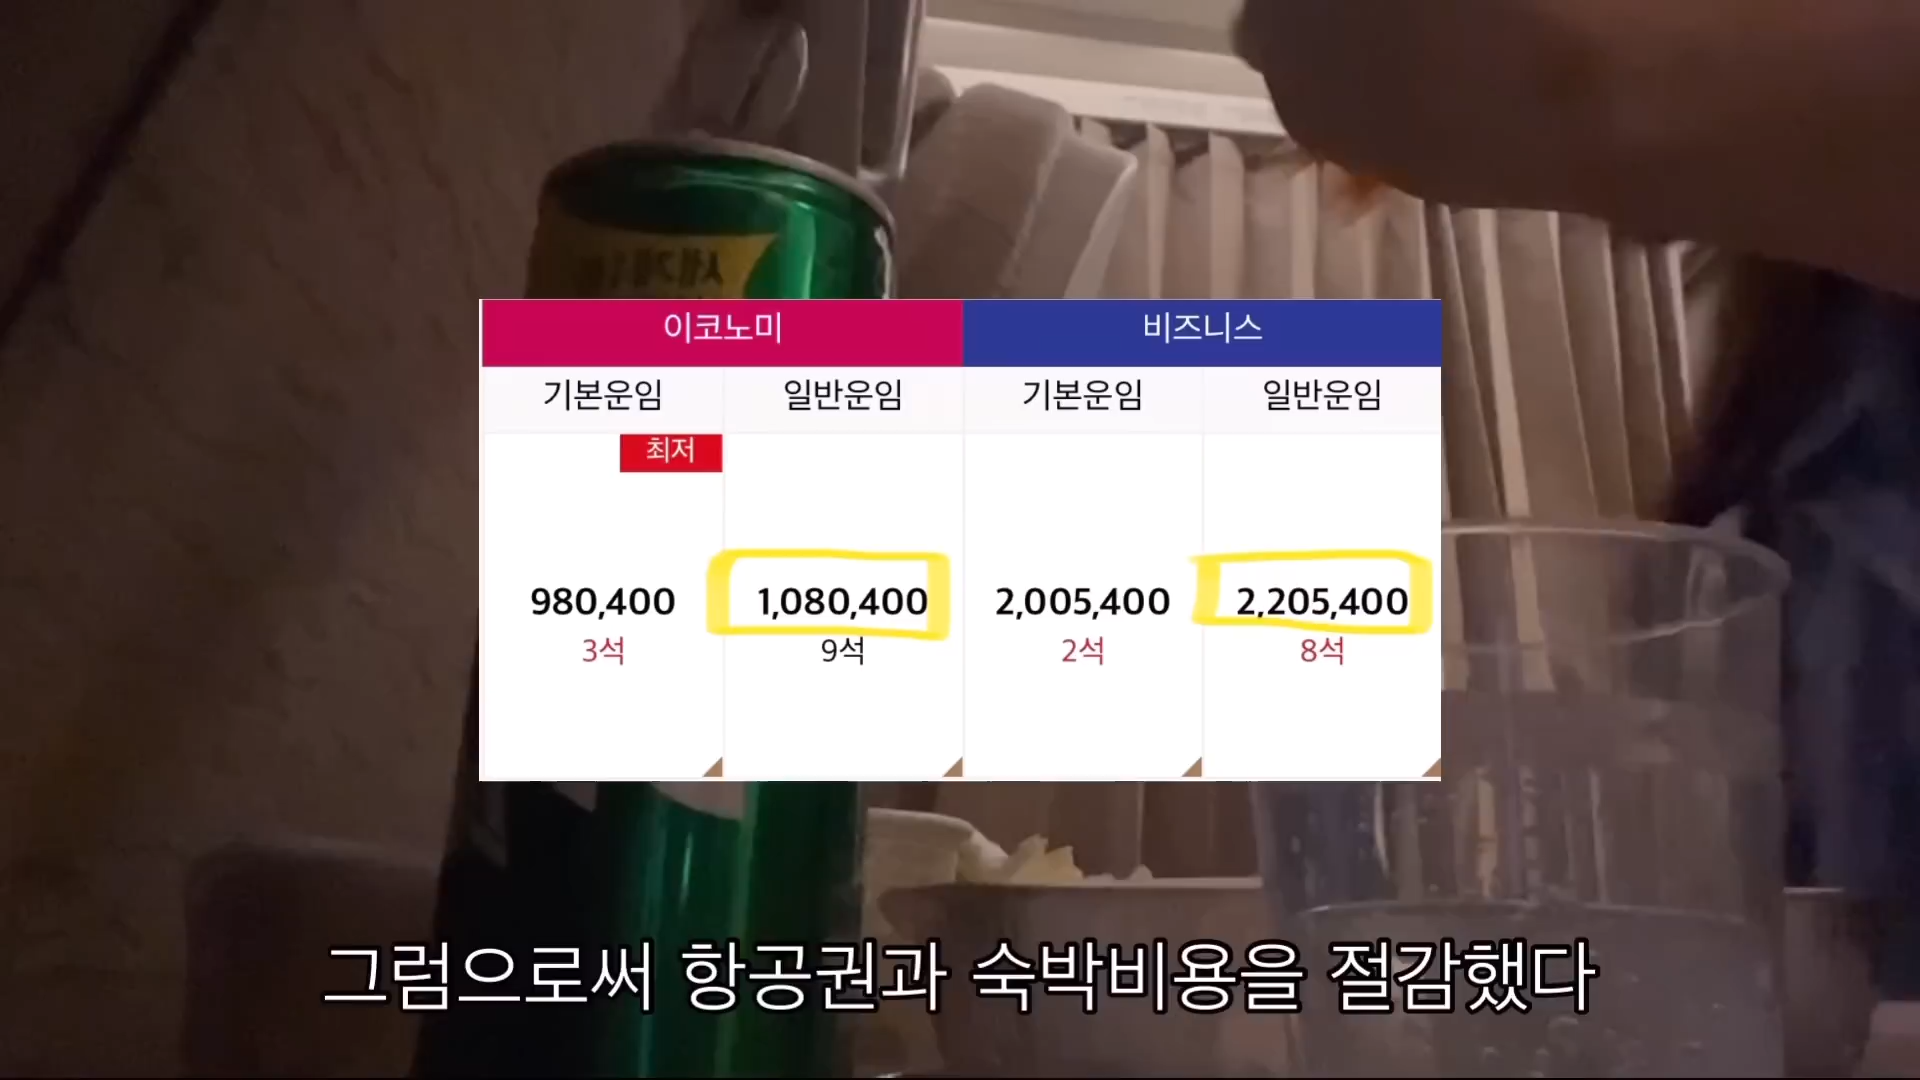 이코노미 비즈니스
기본운임 일반운임 기본운임 일반운임
최저
980,400 1,080,400 2,005,400 2,205,400
3석 9석 2석 8석
그럼으로써 항공권과 숙박비용을 절감했다